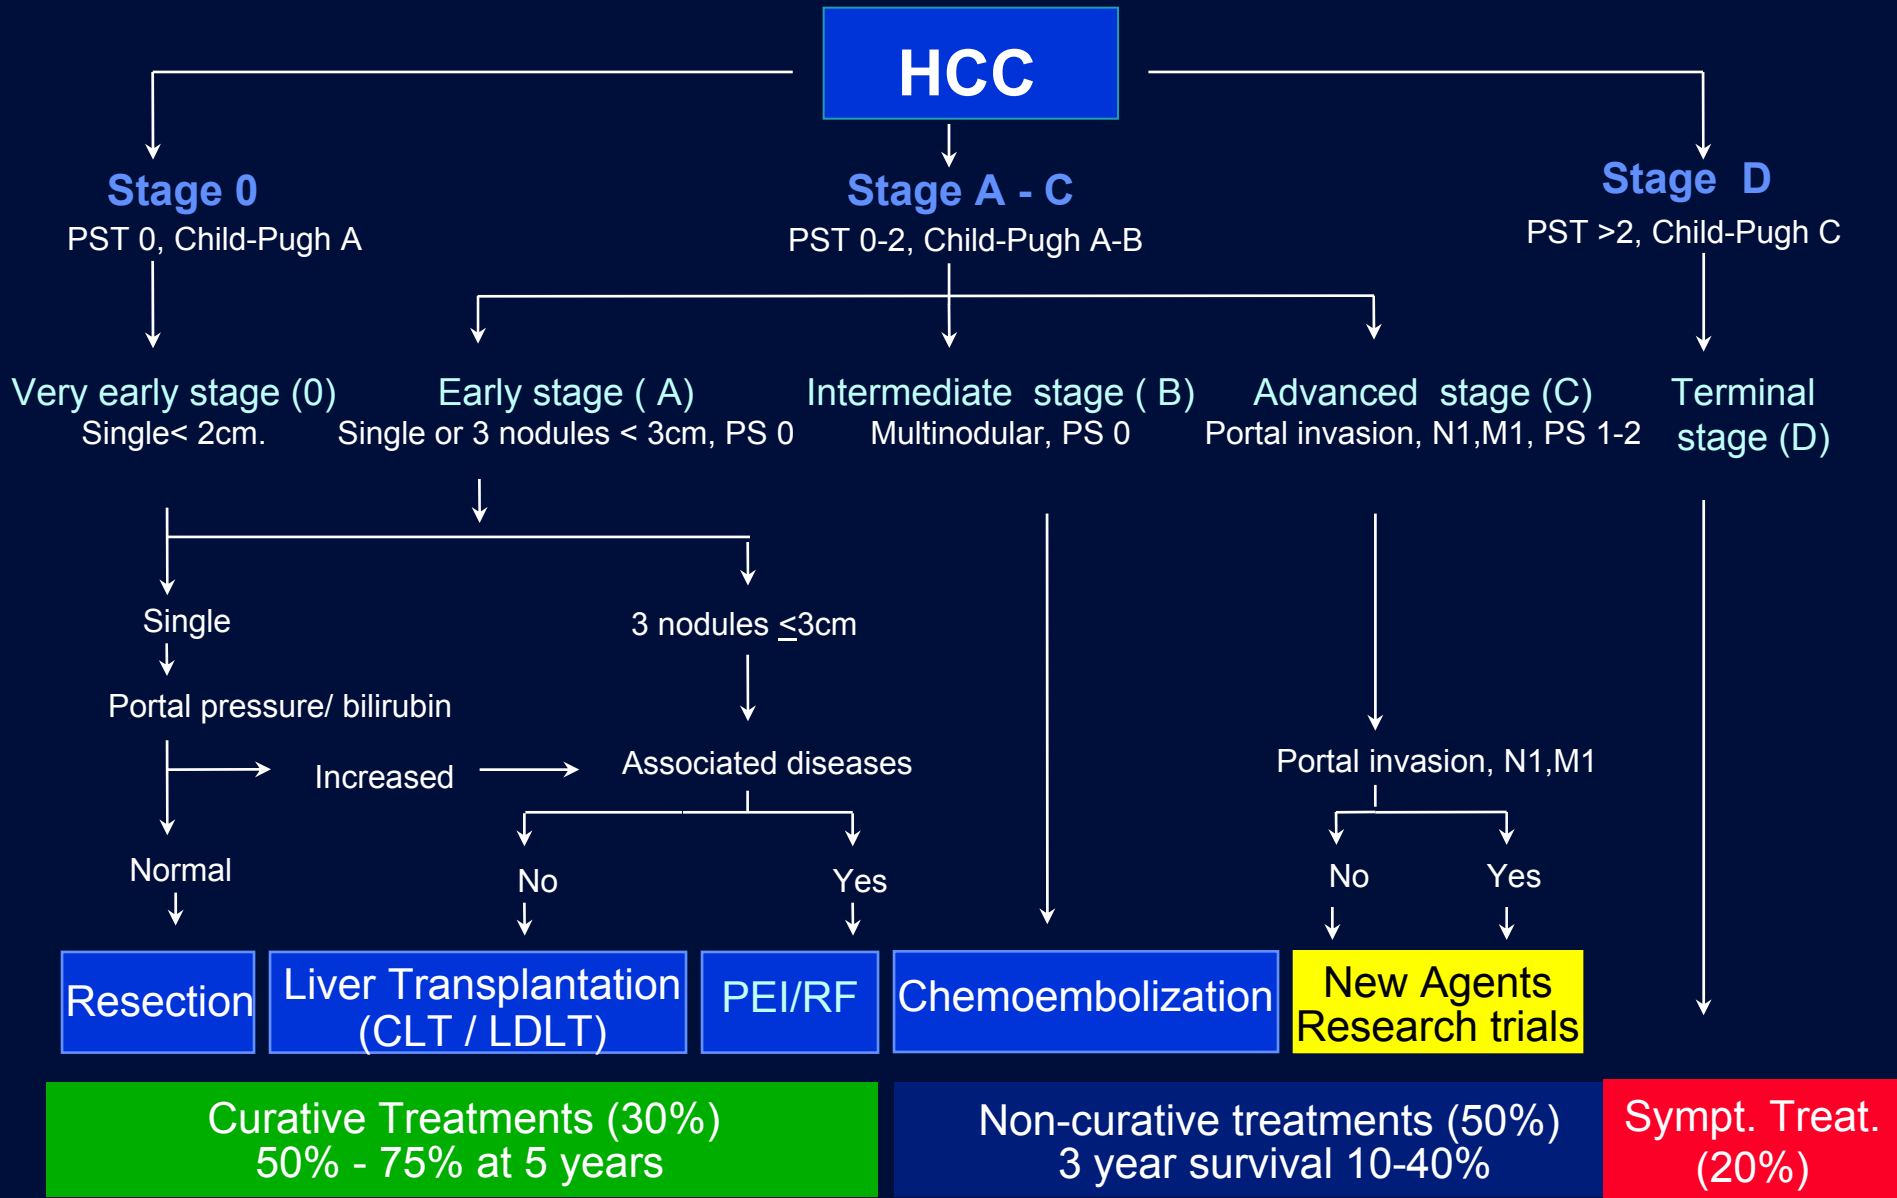 HCC
Stage 0
PST 0, Child-Pugh A
Stage A - C
PST 0-2, Child-Pugh A-B
Stage D
PST >2, Child-Pugh C
Very early stage (0)
Single< 2cm.
Early stage ( A)
Single or 3 nodules < 3cm, PS 0
Intermediate stage ( B)
Multinodular, PS 0
Advanced stage (C)
Portal invasion, N1,M1, PS 1-2
Terminal
stage (D)
Single
3 nodules ≤3cm
Portal pressure/ bilirubin
Increased
Associated diseases
Portal invasion, N1,M1
Normal
No
Yes
No
Yes
Resection
Liver Transplantation
(CLT / LDLT)
PEI/RF
Chemoembolization
New Agents
Research trials
Curative Treatments (30%)
50% - 75% at 5 years
Non-curative treatments (50%)
3 year survival 10-40%
Sympt. Treat.
(20%)